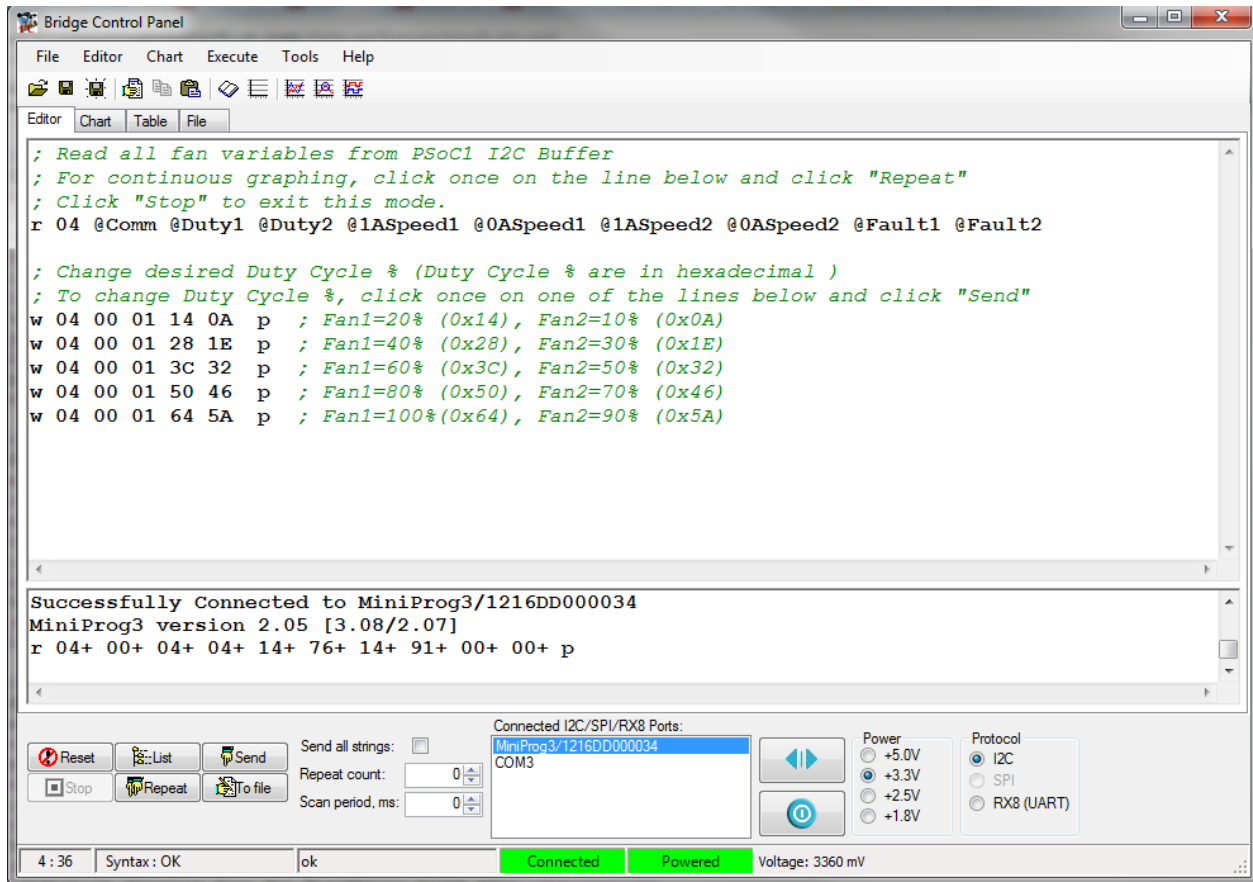 Bridge Control Panel
File Editor Chart Execute Tools Help
Editor Chart Table File
; Read all fan variables from PSoC1 I2C Buffer
; For continuous graphing, click once on the line below and click "Repeat"
; Click "Stop" to exit this mode.
r 04 @Comm @Duty1 @Duty2 @1ASpeed1 @0ASpeed1 @1ASpeed2 @0ASpeed2 @Fault1 @Fault2
; Change desired Duty Cycle % (Duty Cycle % are in hexadecimal )
; To change Duty Cycle %, click once on one of the lines below and click "Send"
w 04 00 01 14 0A p ; Fan1=20% (0x14), Fan2=10% (0x0A)
w 04 00 01 28 1E p ; Fan1=40% (0x28), Fan2=30% (0x1E)
w 04 00 01 3C 32 p ; Fan1=60% (0x3C), Fan2=50% (0x32)
w 04 00 01 50 46 p ; Fan1=80% (0x50), Fan2=70% (0x46)
w 04 00 01 64 5A p ; Fan1=100%(0x64), Fan2=90% (0x5A)
Successfully Connected to MiniProg3/1216DD000034
MiniProg3 version 2.05 [3.08/2.07]
r 04+ 00+ 04+ 04+ 14+ 76+ 14+ 91+ 00+ 00+ p
Connected I2C/SPI/RX8 Ports:
Reset List Send
Stop Repeat To file
Send all strings:
Repeat count: 0
Scan period, ms: 0
MiniProg3/1216DD000034
COM3
Power
+5.0V
+3.3V
+2.5V
+1.8V
Protocol
I2C
SPI
RX8 (UART)
4 : 36 Syntax : OK ok Connected Powered Voltage: 3360 mV